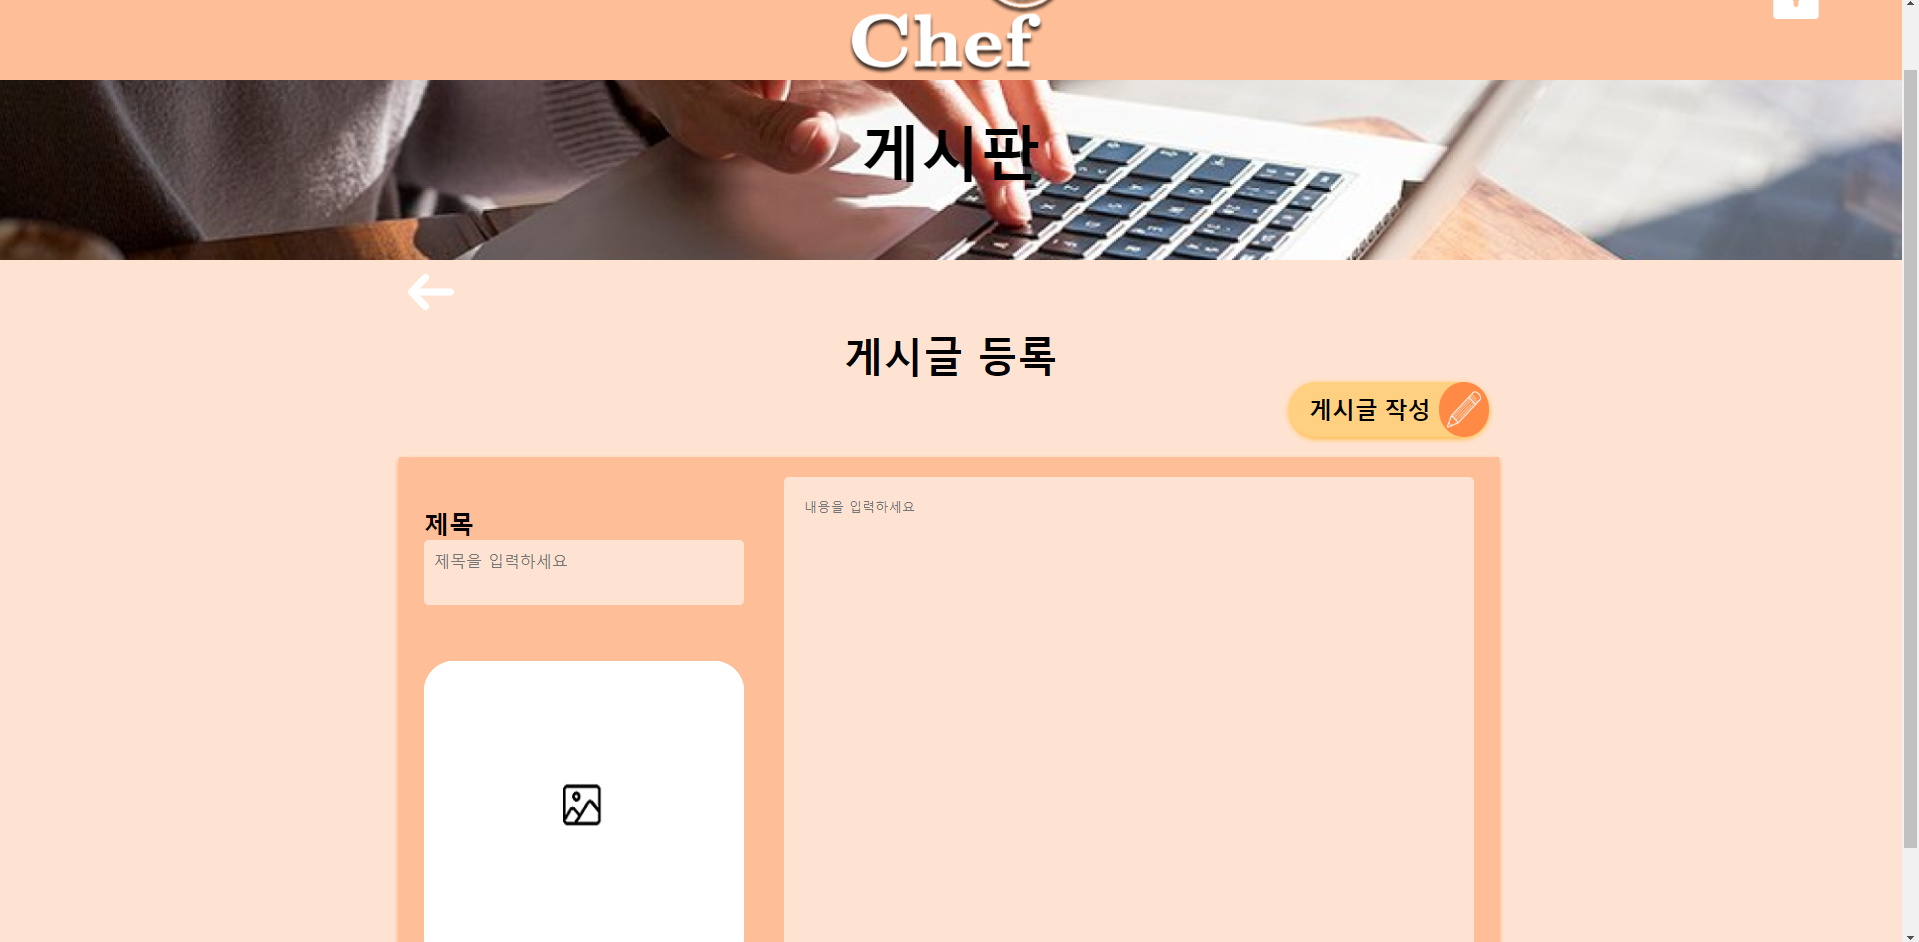 Chef
게시판
게시글 등록
게시글 작성
제목
제목을 입력하세요
내용을 입력하세요